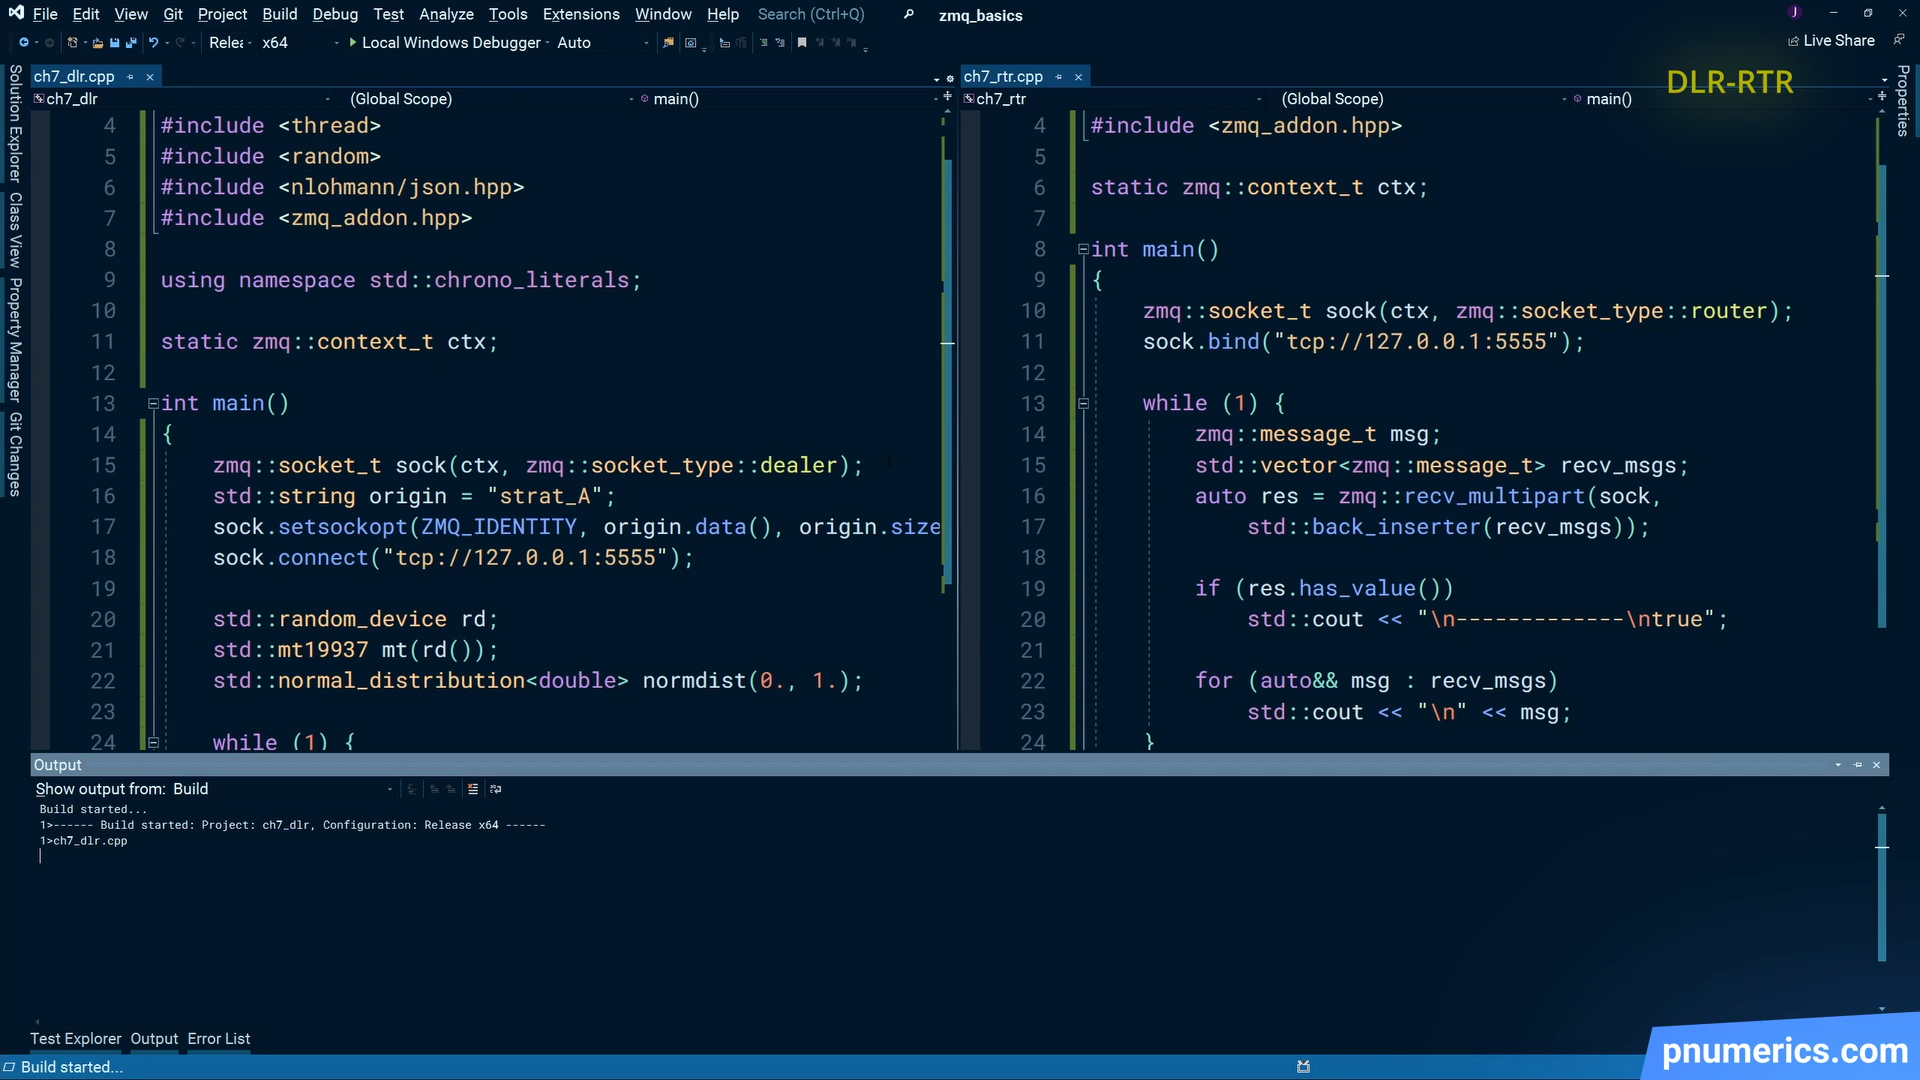 File Edit View Git Project Build Debug Test Analyze Tools Extensions Window Help Search (Ctrl+Q) zmq_basics J
Relea x64 Local Windows Debugger Auto Live Share
DLR-RTR
Solution Explorer
Class View
Property Manager
Git Changes
ch7_dlr.cpp
ch7_dlr (Global Scope) main()
4 #include <thread>
5 #include <random>
6 #include <nlohmann/json.hpp>
7 #include <zmq_addon.hpp>
8
9 using namespace std::chrono_literals;
10
11 static zmq::context_t ctx;
12
13 int main()
14 {
15 zmq::socket_t sock(ctx, zmq::socket_type::dealer);
16 std::string origin = "strat_A";
17 sock.setsockopt(ZMQ_IDENTITY, origin.data(), origin.size
18 sock.connect("tcp://127.0.0.1:5555");
19
20 std::random_device rd;
21 std::mt19937 mt(rd());
22 std::normal_distribution<double> normdist(0., 1.);
23
24 while (1) {
ch7_rtr.cpp
ch7_rtr (Global Scope) main()
4 #include <zmq_addon.hpp>
5
6 static zmq::context_t ctx;
7
8 int main()
9 {
10 zmq::socket_t sock(ctx, zmq::socket_type::router);
11 sock.bind("tcp://127.0.0.1:5555");
12
13 while (1) {
14 zmq::message_t msg;
15 std::vector<zmq::message_t> recv_msgs;
16 auto res = zmq::recv_multipart(sock,
17 std::back_inserter(recv_msgs));
18
19 if (res.has_value())
20 std::cout << "\n-------------\ntrue";
21
22 for (auto&& msg : recv_msgs)
23 std::cout << "\n" << msg;
24 }
Properties
Output
Show output from: Build
Build started...
1>------ Build started: Project: ch7_dlr, Configuration: Release x64 ------
1>ch7_dlr.cpp
Test Explorer Output Error List
Build started...
pnumerics.com